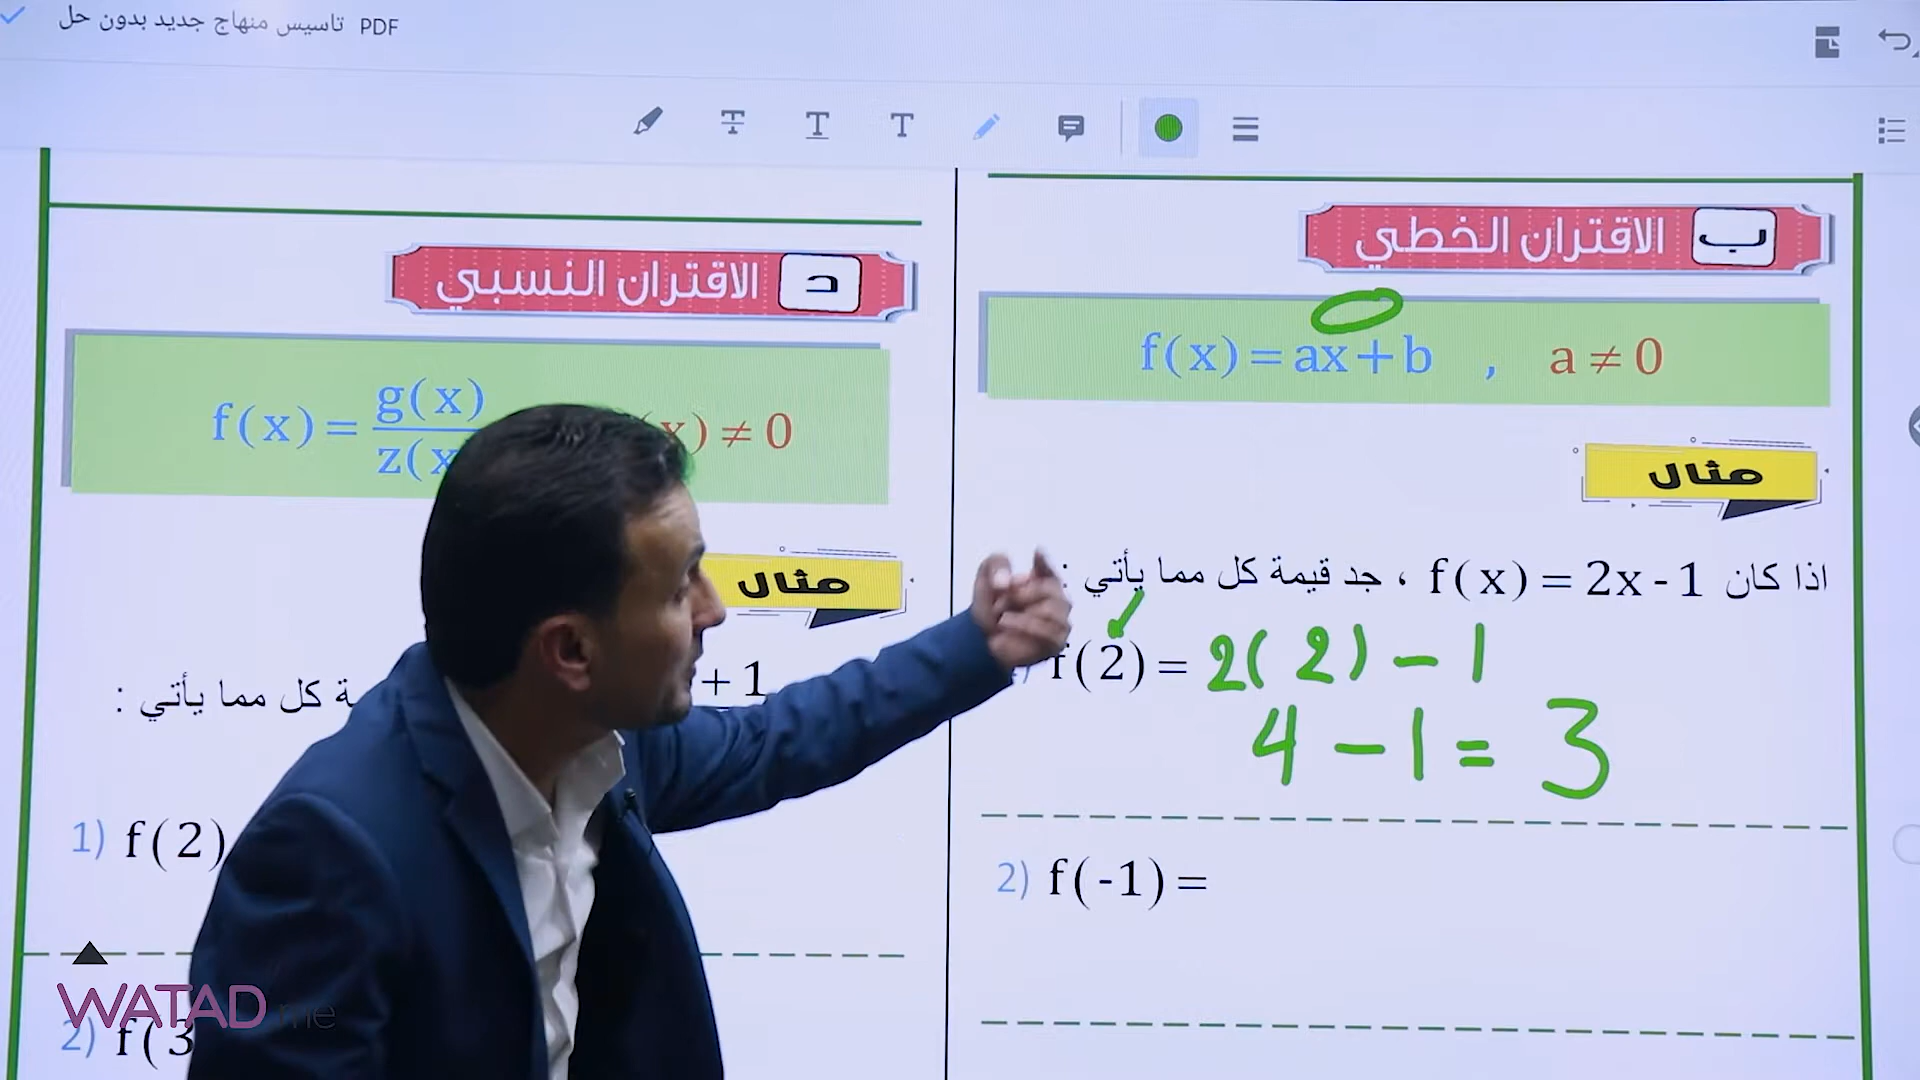 تاسيس منهاج جديد بدون حل PDF
ب الاقتران الخطي
f(x) = ax + b , a ≠ 0
مثال
اذا كان f(x) = 2x - 1 ، جد قيمة كل مما يأتي :
f(2) = 2(2) - 1
4 - 1 = 3
2) f(-1) =
د الاقتران النسبي
f(x) = g(x)
≠ 0
مثال
+ 1
كل مما يأتي :
1) f(2)
2) f(3
WATAD me